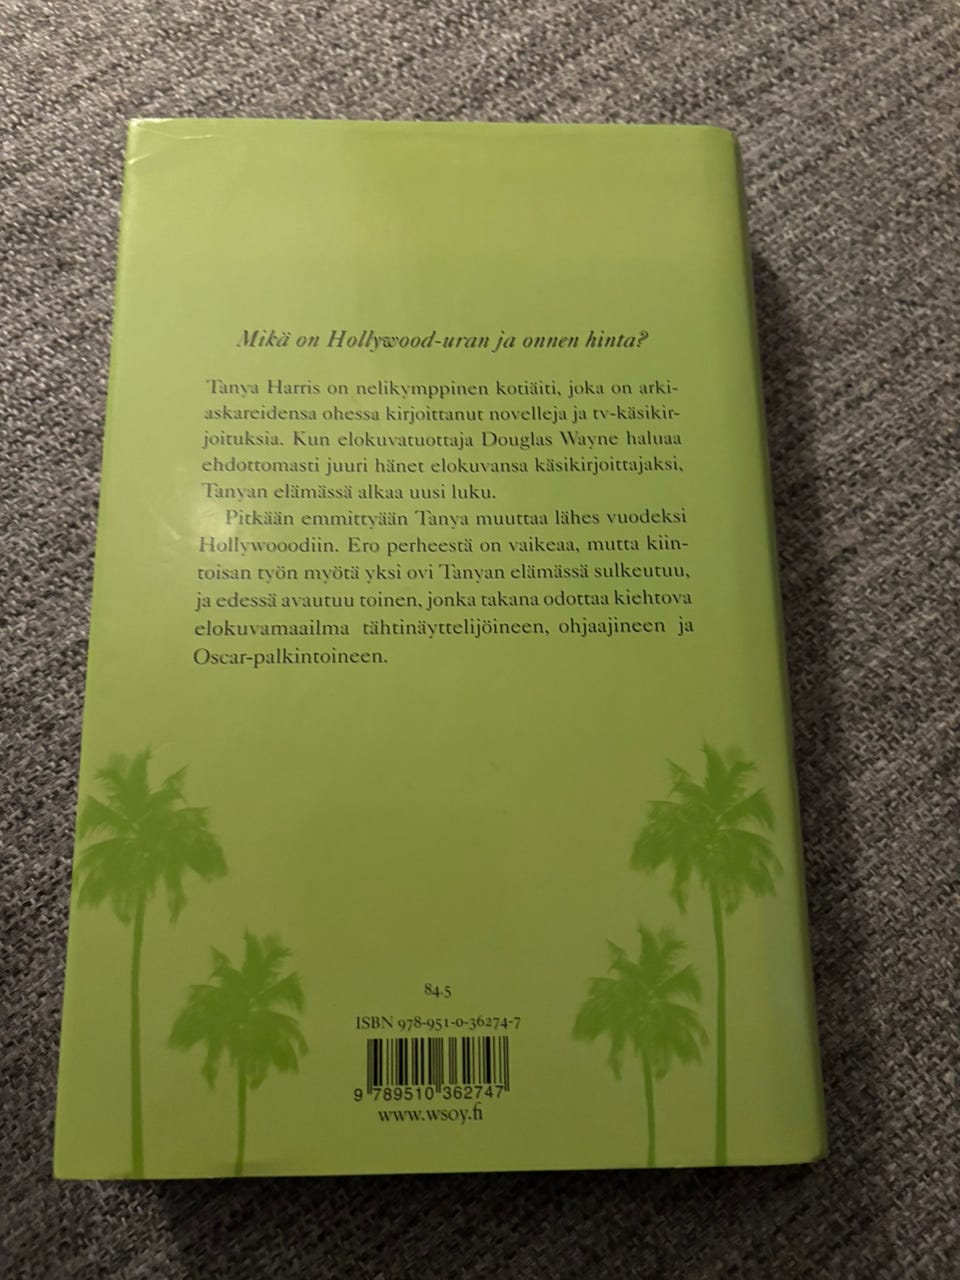 Mikä on Hollywood-uran ja onnen hinta?
Tanya Harris on nelikymppinen kotiäiti, joka on arki-
askareidensa ohessa kirjoittanut novelleja ja tv-käsikir-
joituksia. Kun elokuvatuottaja Douglas Wayne haluaa
ehdottomasti juuri hänet elokuvansa käsikirjoittajaksi,
Tanyan elämässä alkaa uusi luku.
Pitkään emmittyään Tanya muuttaa lähes vuodeksi
Hollywooodiin. Ero perheestä on vaikeaa, mutta kiin-
toisan työn myötä yksi ovi Tanyan elämässä sulkeutuu,
ja edessä avautuu toinen, jonka takana odottaa kiehtova
elokuvamaailma tähtinäyttelijöineen, ohjaajineen ja
Oscar-palkintoineen.
84.5
ISBN 978-951-0-36274-7
9 789510 362747
www.wsoy.fi